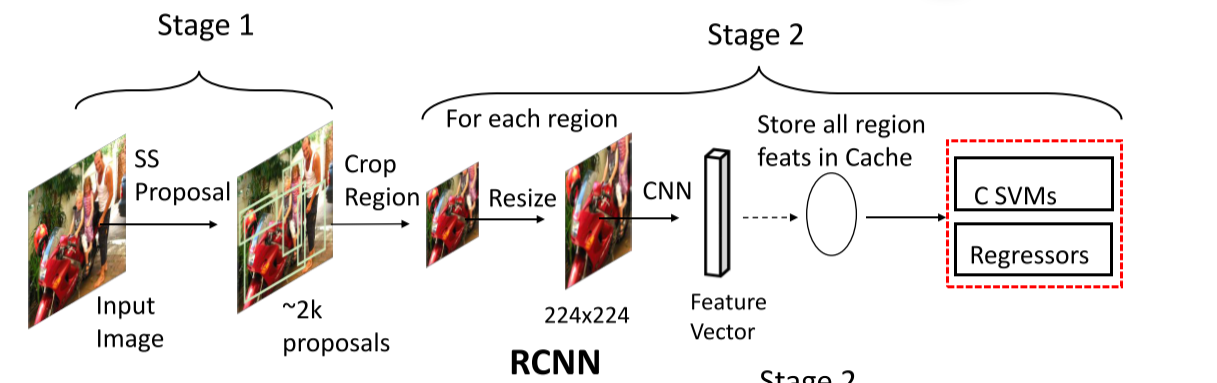 Stage 1
Stage 2
For each region
SS
Proposal
Crop
Region
Resize
CNN
Store all region
feats in Cache
C SVMs
Regressors
Input
Image
~2k
proposals
224x224
Feature
Vector
RCNN
Stage 2